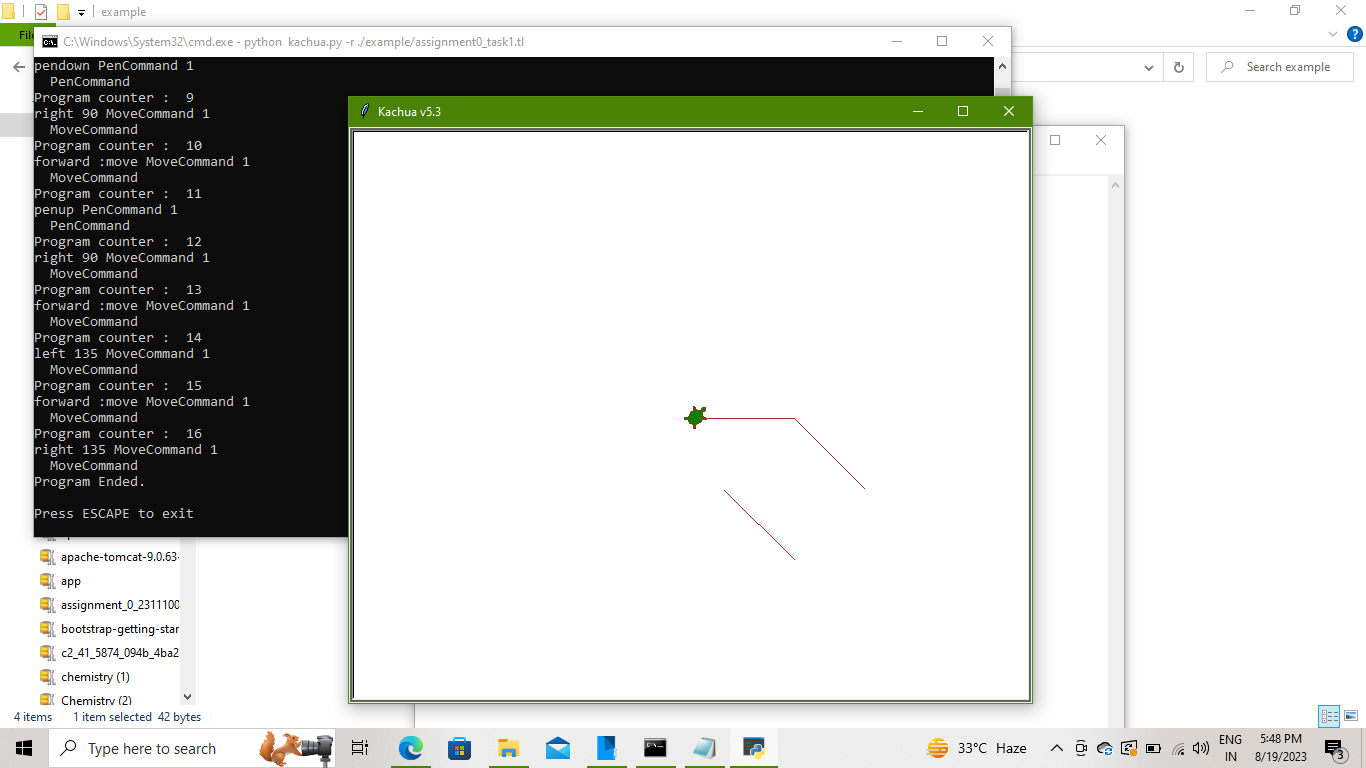 example
Fil
C:\Windows\System32\cmd.exe - python kachua.py -r ./example/assignment0_task1.tl
Search example
pendown PenCommand 1
PenCommand
Program counter : 9
right 90 MoveCommand 1
MoveCommand
Program counter : 10
forward :move MoveCommand 1
MoveCommand
Program counter : 11
penup PenCommand 1
PenCommand
Program counter : 12
right 90 MoveCommand 1
MoveCommand
Program counter : 13
forward :move MoveCommand 1
MoveCommand
Program counter : 14
left 135 MoveCommand 1
MoveCommand
Program counter : 15
forward :move MoveCommand 1
MoveCommand
Program counter : 16
right 135 MoveCommand 1
MoveCommand
Program Ended.
Press ESCAPE to exit
Kachua v5.3
apache-tomcat-9.0.63-
app
assignment_0_2311100
bootstrap-getting-star
c2_41_5874_094b_4ba2
chemistry (1)
Chemistry (2)
4 items 1 item selected 42 bytes
Type here to search
33°C Haze
ENG
IN
5:48 PM
8/19/2023
3